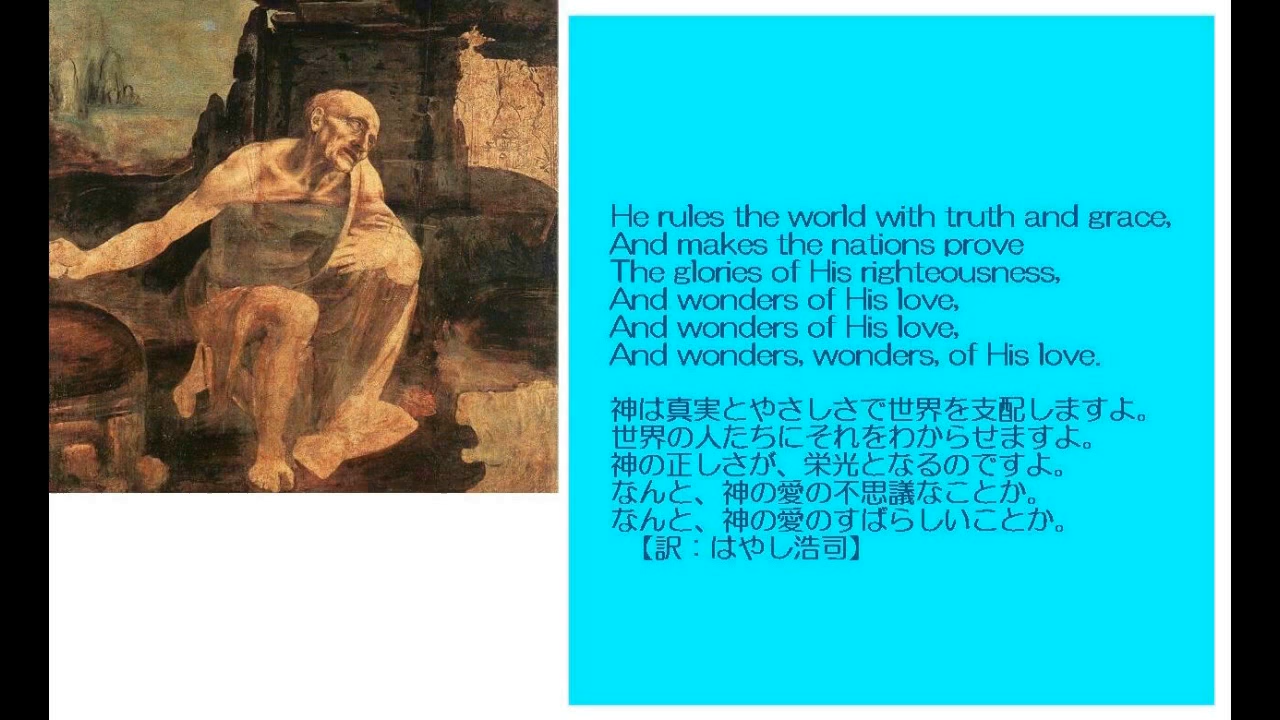 He rules the world with truth and grace,
And makes the nations prove
The glories of His righteousness,
And wonders of His love,
And wonders of His love,
And wonders, wonders, of His love.
神は真実とやさしさで世界を支配しますよ。
世界の人たちにそれをわからせますよ。
神の正しさが、栄光となるのですよ。
なんと、神の愛の不思議なことか。
なんと、神の愛のすばらしいことか。
【訳：はやし浩司】